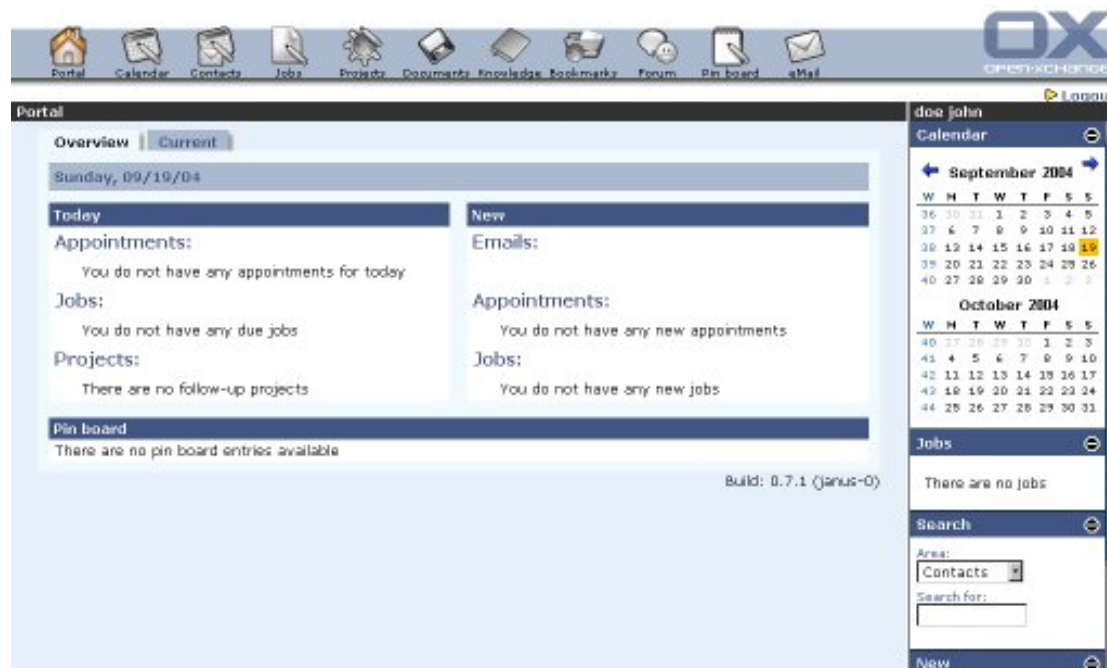 OX
OPEN-XCHANGE
Portal Calendar Contacts Jobs Projects Documents Knowledge Bookmarks Forum Pin board eMail
Logou
Portal
doe john
Overview Current
Sunday, 09/19/04
Today
Appointments:
You do not have any appointments for today
Jobs:
You do not have any due jobs
Projects:
There are no follow-up projects
New
Emails:
Appointments:
You do not have any new appointments
Jobs:
You do not have any new jobs
Pin board
There are no pin board entries available
Build: 0.7.1 (janus-0)
Calendar
September 2004
W M T W T F S S
36 30 31 1 2 3 4 5
37 6 7 8 9 10 11 12
38 13 14 15 16 17 18 19
39 20 21 22 23 24 25 26
40 27 28 29 30 1 2 3
October 2004
W M T W T F S S
40 27 28 29 30 1 2 3
41 4 5 6 7 8 9 10
42 11 12 13 14 15 16 17
43 18 19 20 21 22 23 24
44 25 26 27 28 29 30 31
Jobs
There are no jobs
Search
Area:
Contacts
Search for:
New